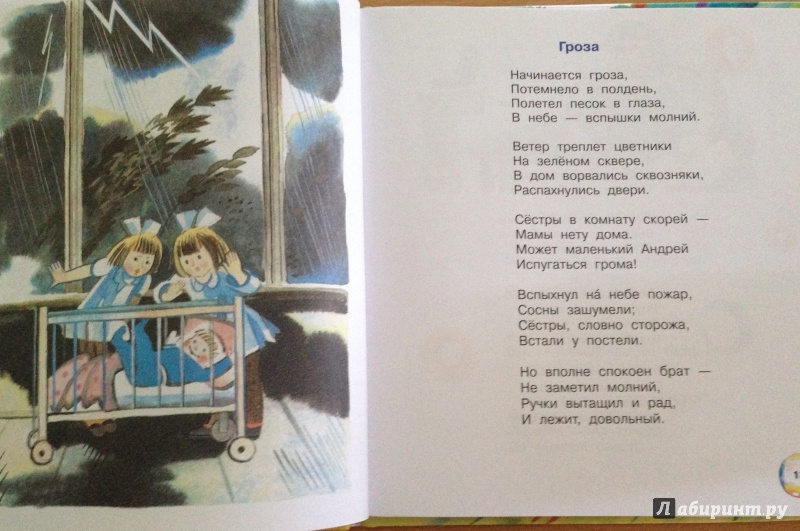 Гроза
Начинается гроза,
Потемнело в полдень,
Полетел песок в глаза,
В небе — вспышки молний.
Ветер треплет цветники
На зелёном сквере,
В дом ворвались сквозняки,
Распахнулись двери.
Сёстры в комнату скорей —
Мамы нету дома.
Может маленький Андрей
Испугаться грома!
Вспыхнул нá небе пожар,
Сосны зашумели;
Сёстры, словно сторожа,
Встали у постели.
Но вполне спокоен брат —
Не заметил молний,
Ручки вытащил и рад,
И лежит, довольный.
Лабиринт.ру